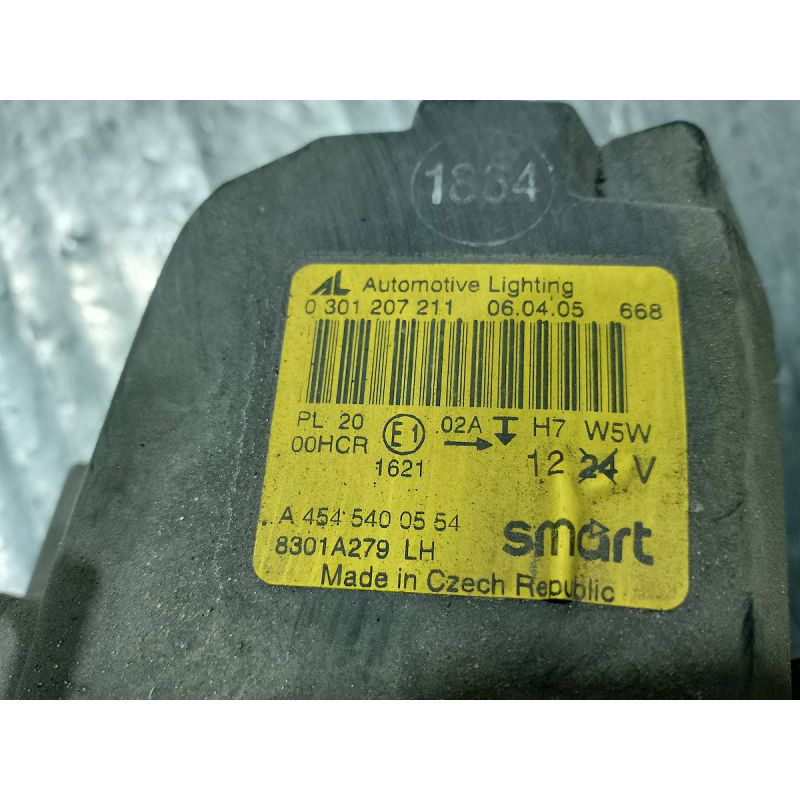 1884
AL Automotive Lighting
0 301 207 211 06.04.05 668
PL 20 E1 .02A H7 W5W
00HCR
1621 12 24 V
A 454 540 05 54
8301A279 LH smart
Made in Czech Republic